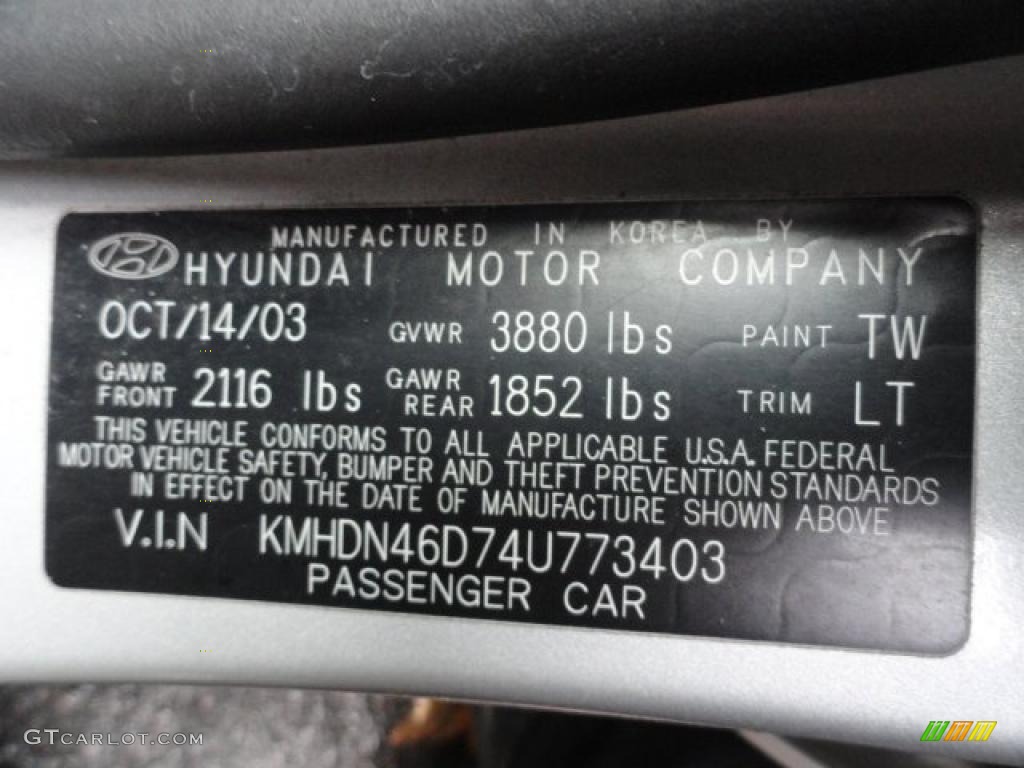 MANUFACTURED IN KOREA BY
HYUNDAI MOTOR COMPANY
OCT/14/03 GVWR 3880 lbs PAINT TW
GAWR FRONT 2116 lbs GAWR REAR 1852 lbs TRIM LT
THIS VEHICLE CONFORMS TO ALL APPLICABLE U.S.A. FEDERAL
MOTOR VEHICLE SAFETY, BUMPER AND THEFT PREVENTION STANDARDS
IN EFFECT ON THE DATE OF MANUFACTURE SHOWN ABOVE
V.I.N KMHDN46D74U773403
PASSENGER CAR
GTCARLOT.COM